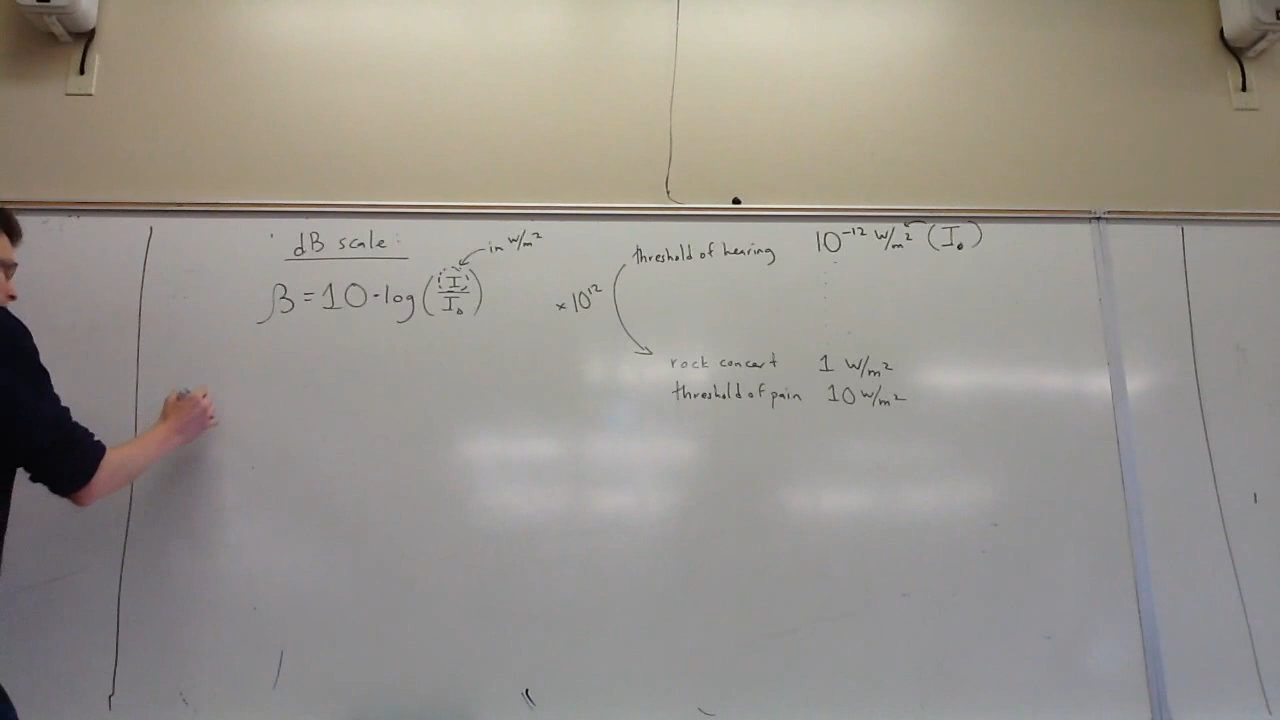 dB scale:
β = 10 · log(I/I₀)
in W/m²
× 10¹²
threshold of hearing 10⁻¹² W/m² (I₀)
rock concert 1 W/m²
threshold of pain 10 W/m²